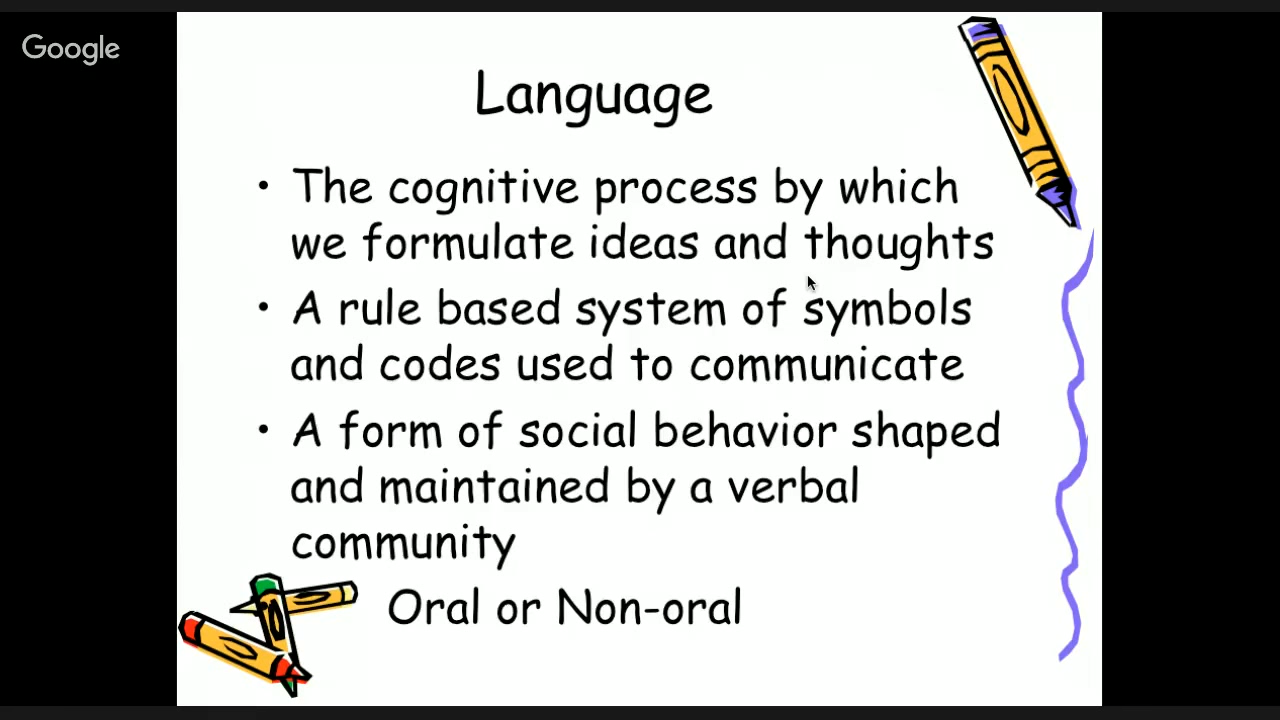 Google
Language
• The cognitive process by which
we formulate ideas and thoughts
• A rule based system of symbols
and codes used to communicate
• A form of social behavior shaped
and maintained by a verbal
community
Oral or Non-oral